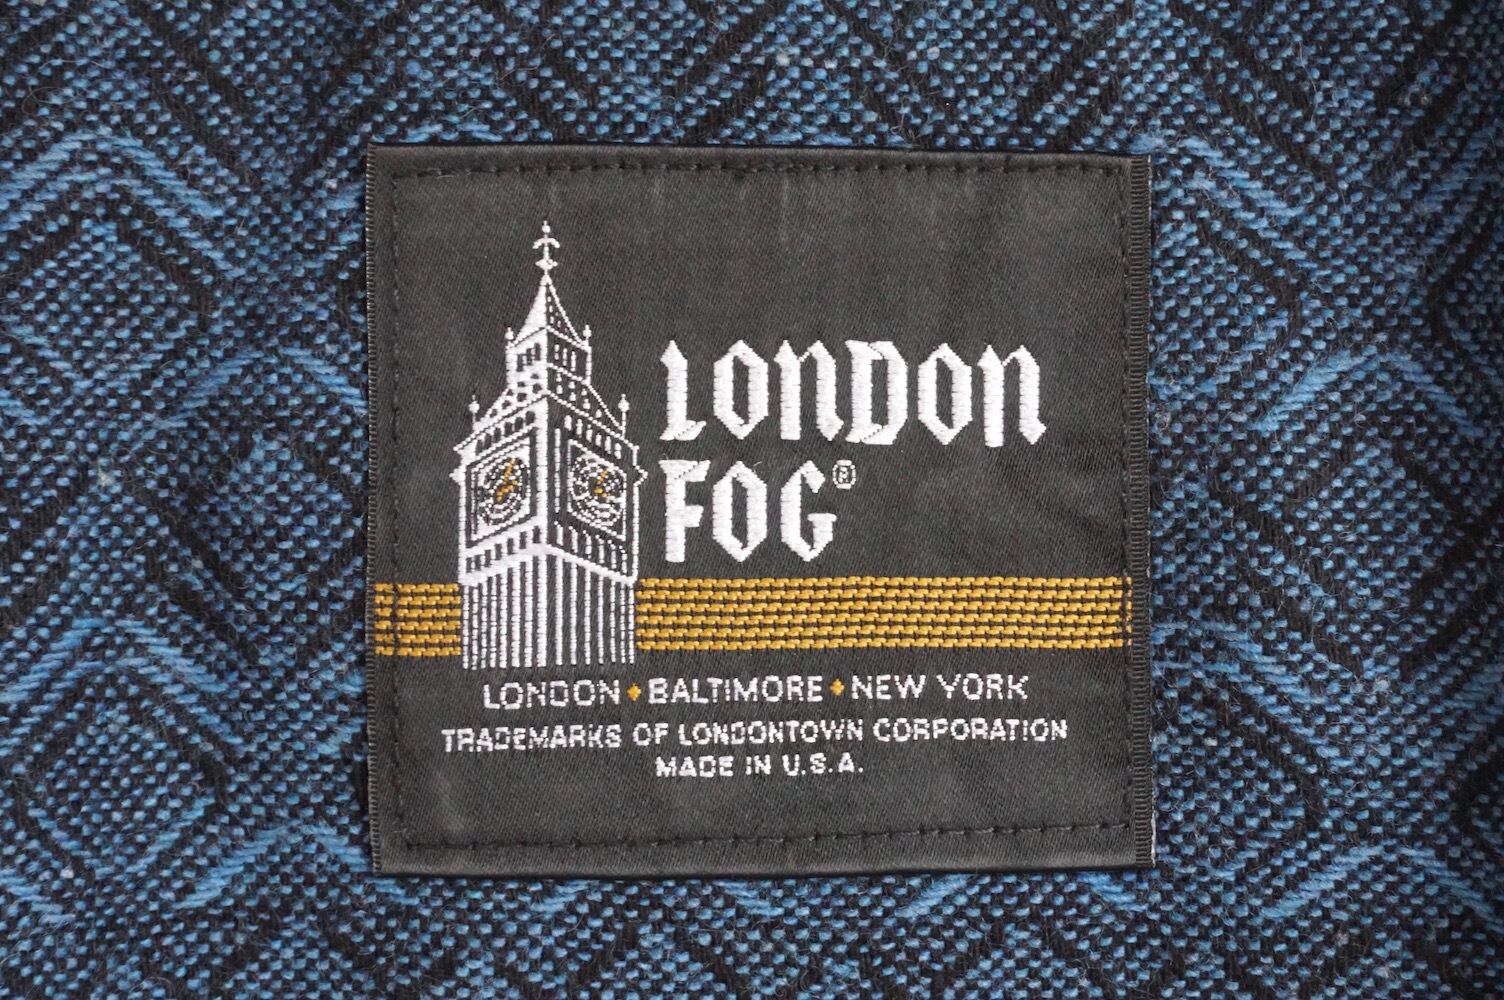 LONDON
FOG®
LONDON ♦ BALTIMORE ♦ NEW YORK
TRADEMARKS OF LONDONTOWN CORPORATION
MADE IN U.S.A.